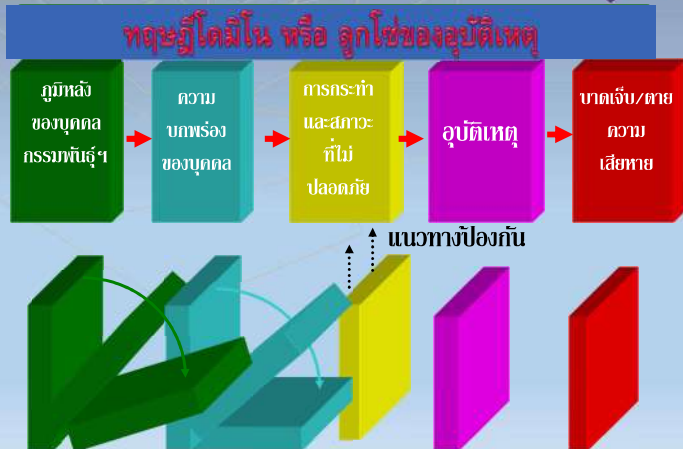 ทฤษฎีโดมิโน หรือ ลูกโซ่ของอุบัติเหตุ
ภูมิหลัง
ของบุคคล
กรรมพันธุ์ฯ
ความ
บกพร่อง
ของบุคคล
การกระทำ
และสภาวะ
ที่ไม่
ปลอดภัย
อุบัติเหตุ
บาดเจ็บ/ตาย
ความ
เสียหาย
แนวทางป้องกัน